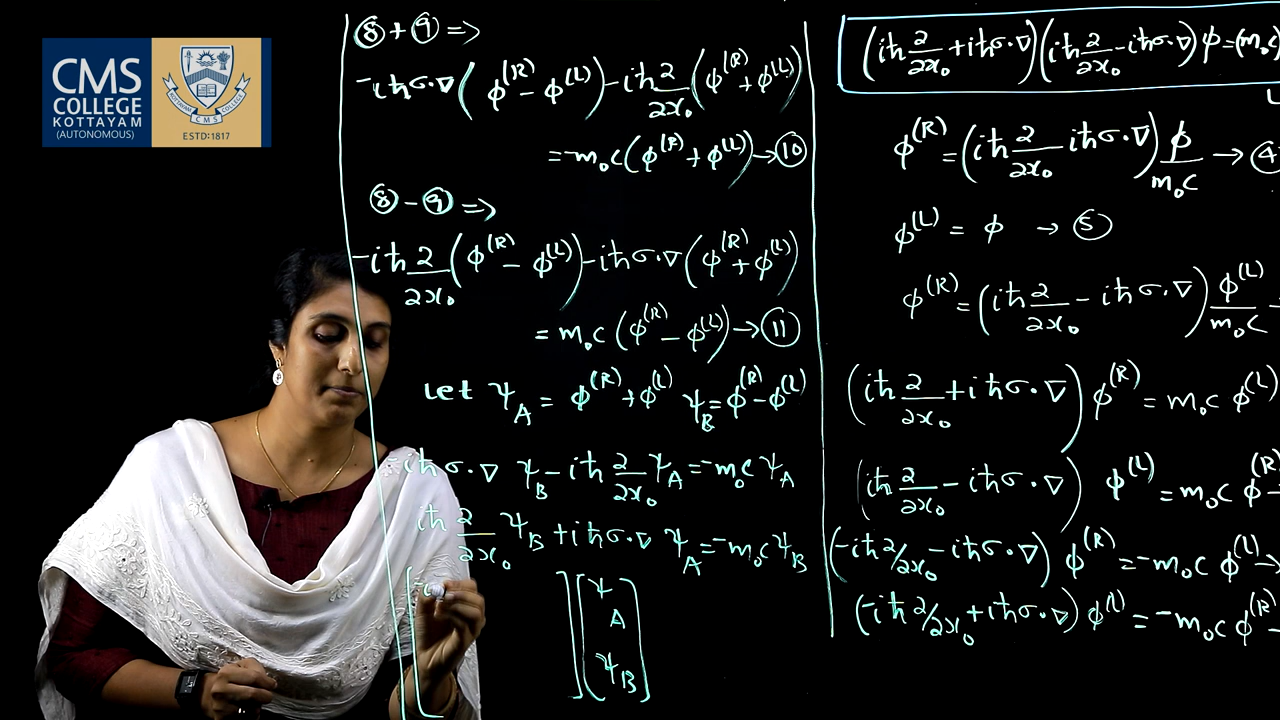 CMS
COLLEGE
KOTTAYAM
(AUTONOMOUS)
CMS
ESTD:1817
⑧ + ⑨ =>
-iħσ·∇(ϕ^(R) - ϕ^(L)) - iħ ∂/∂x₀ (ϕ^(R) + ϕ^(L))
= -m₀c(ϕ^(R) + ϕ^(L)) → ⑩
⑧ - ⑨ =>
-iħ ∂/∂x₀ (ϕ^(R) - ϕ^(L)) - iħσ·∇(ϕ^(R) + ϕ^(L))
= m₀c(ϕ^(R) - ϕ^(L)) → ⑪
Let ψ_A = ϕ^(R) + ϕ^(L) ψ_B = ϕ^(R) - ϕ^(L)
-iħσ·∇ ψ_B - iħ ∂/∂x₀ ψ_A = -m₀c ψ_A
iħ ∂/∂x₀ ψ_B + iħσ·∇ ψ_A = -m₀c ψ_B
[-i ][ψ_A
ψ_B]
(iħ ∂/∂x₀ + iħσ·∇)(iħ ∂/∂x₀ - iħσ·∇)ϕ = (m₀c)
ϕ^(R) = (iħ ∂/∂x₀ - iħσ·∇) ϕ/m₀c → ④
ϕ^(L) = ϕ → ⑤
ϕ^(R) = (iħ ∂/∂x₀ - iħσ·∇) ϕ^(L)/m₀c
(iħ ∂/∂x₀ + iħσ·∇) ϕ^(R) = m₀c ϕ^(L)
(iħ ∂/∂x₀ - iħσ·∇) ϕ^(L) = m₀c ϕ^(R)
(-iħ ∂/∂x₀ - iħσ·∇) ϕ^(R) = -m₀c ϕ^(L) →
(-iħ ∂/∂x₀ + iħσ·∇) ϕ^(L) = -m₀c ϕ^(R)